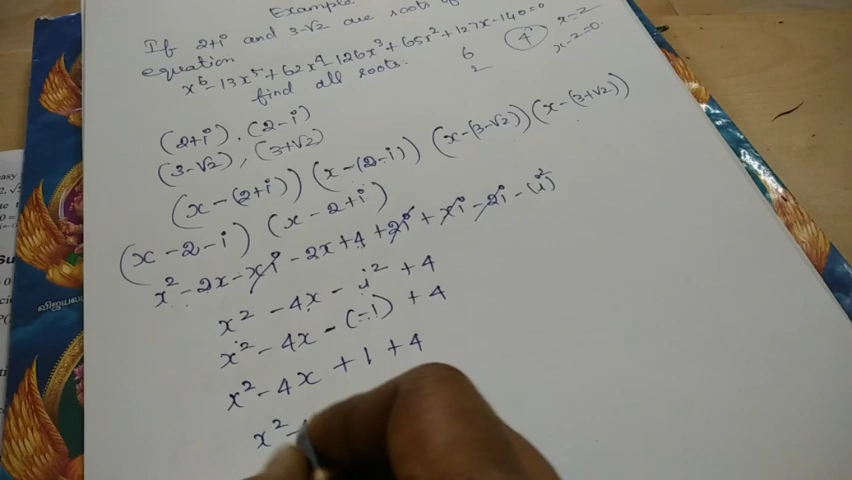 Example
If 2+i and 3-√2 are roots of
equation
x⁶-13x⁵+62x⁴-126x³+65x²+127x-140=0
find all roots.
6
2
4
x=2
x-2=0.
(2+i).(2-i)
(3-√2), (3+√2)
(x-(2+i)) (x-(2-i)) (x-(3-√2)) (x-(3+√2))
(x-2-i) (x-2+i)
x²-2x-xi-2x+4+2i+xi-2i-(i)²
x²-4x-i²+4
x²-4x-(-1)+4
x²-4x+1+4
x²-
விஜயலட